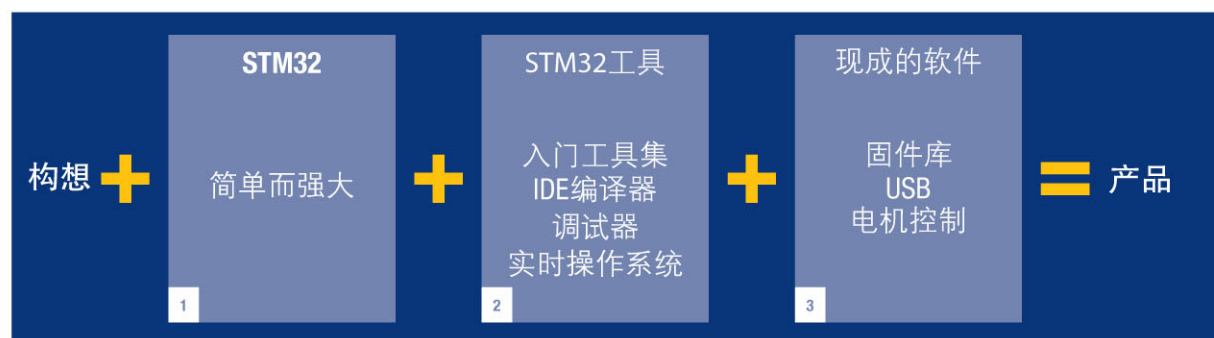 构想
+
STM32
简单而强大
1
+
STM32工具
入门工具集
IDE编译器
调试器
实时操作系统
2
+
现成的软件
固件库
USB
电机控制
3
=
产品